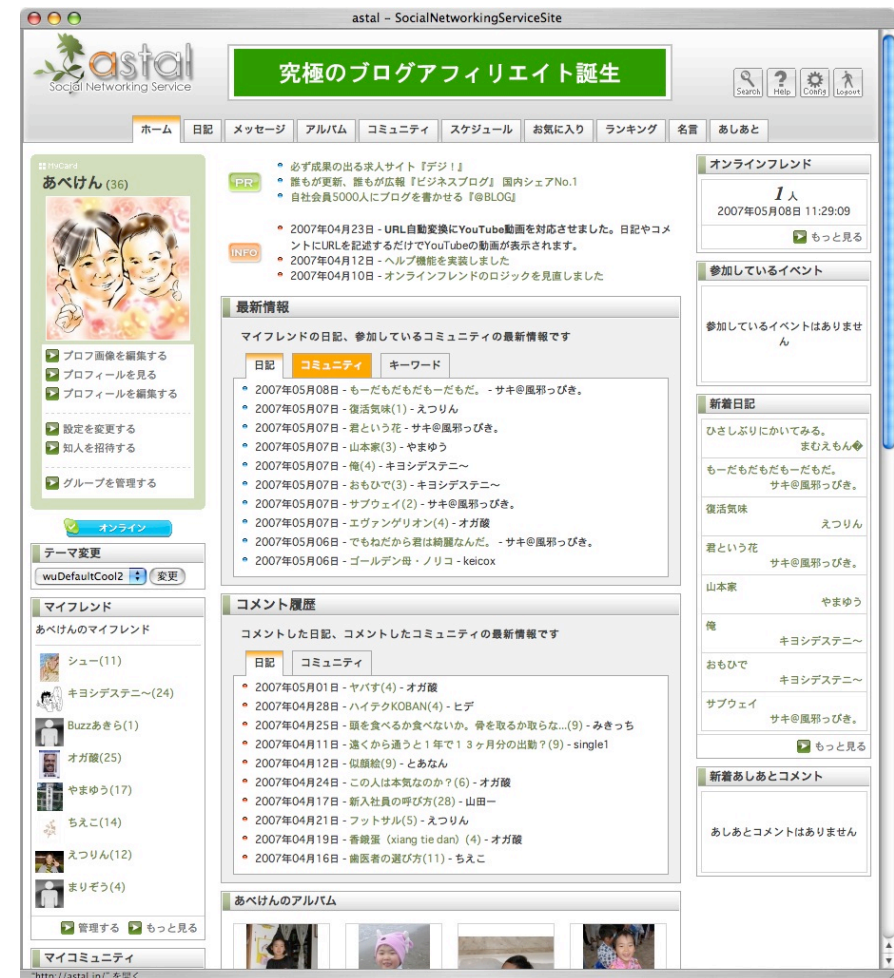 astal – SocialNetworkingServiceSite
astal
Social Networking Service
究極のブログアフィリエイト誕生
Search
Help
Config
Logout
ホーム
日記
メッセージ
アルバム
コミュニティ
スケジュール
お気に入り
ランキング
名言
あしあと
myCard
あべけん (36)
プロフ画像を編集する
プロフィールを見る
プロフィールを編集する
設定を変更する
知人を招待する
グループを管理する
オンライン
テーマ変更
wuDefaultCool2 変更
マイフレンド
あべけんのマイフレンド
シュー(11)
キヨシデステニ〜(24)
Buzzあきら(1)
オガ酸(25)
やまゆう(17)
ちえこ(14)
えつりん(12)
まりぞう(4)
管理する もっと見る
マイコミュニティ
PR
必ず成果の出る求人サイト『デジ！』
誰もが更新、誰もが広報『ビジネスブログ』 国内シェアNo.1
自社会員5000人にブログを書かせる『@BLOG』
INFO
2007年04月23日 - URL自動変換にYouTube動画を対応させました。日記やコメ
ントにURLを記述するだけでYouTubeの動画が表示されます。
2007年04月12日 - ヘルプ機能を実装しました
2007年04月10日 - オンラインフレンドのロジックを見直しました
最新情報
マイフレンドの日記、参加しているコミュニティの最新情報です
日記 コミュニティ キーワード
2007年05月08日 - もーだもだもだもーだもだ。 - サキ@風邪っぴき。
2007年05月07日 - 復活気味(1) - えつりん
2007年05月07日 - 君という花 - サキ@風邪っぴき。
2007年05月07日 - 山本家(3) - やまゆう
2007年05月07日 - 俺(4) - キヨシデステニ〜
2007年05月07日 - おもひで(3) - キヨシデステニ〜
2007年05月07日 - サブウェイ(2) - サキ@風邪っぴき。
2007年05月07日 - エヴァンゲリオン(4) - オガ酸
2007年05月06日 - でもねだから君は綺麗なんだ。 - サキ@風邪っぴき。
2007年05月06日 - ゴールデン母・ノリコ - keicox
コメント履歴
コメントした日記、コメントしたコミュニティの最新情報です
日記 コミュニティ
2007年05月01日 - ヤバす(4) - オガ酸
2007年04月28日 - ハイテクKOBAN(4) - ヒデ
2007年04月25日 - 頭を食べるか食べないか。骨を取るか取らな...(9) - みきっち
2007年04月11日 - 遠くから通うと１年で１３ヶ月分の出勤？(9) - single1
2007年04月12日 - 似顔絵(9) - とあなん
2007年04月24日 - この人は本気なのか？(6) - オガ酸
2007年04月17日 - 新入社員の呼び方(28) - 山田一
2007年04月21日 - フットサル(5) - えつりん
2007年04月19日 - 香鐵蛋（xiang tie dan）(4) - オガ酸
2007年04月16日 - 歯医者の選び方(11) - ちえこ
あべけんのアルバム
オンラインフレンド
1 人
2007年05月08日 11:29:09
もっと見る
参加しているイベント
参加しているイベントはありませ
ん
新着日記
ひさしぶりにかいてみる。
まむえもん�
もーだもだもだもーだもだ。
サキ@風邪っぴき。
復活気味
えつりん
君という花
サキ@風邪っぴき。
山本家
やまゆう
俺
キヨシデステニ〜
おもひで
キヨシデステニ〜
サブウェイ
サキ@風邪っぴき。
もっと見る
新着あしあとコメント
あしあとコメントはありません
"http://astal.jp/" を開く